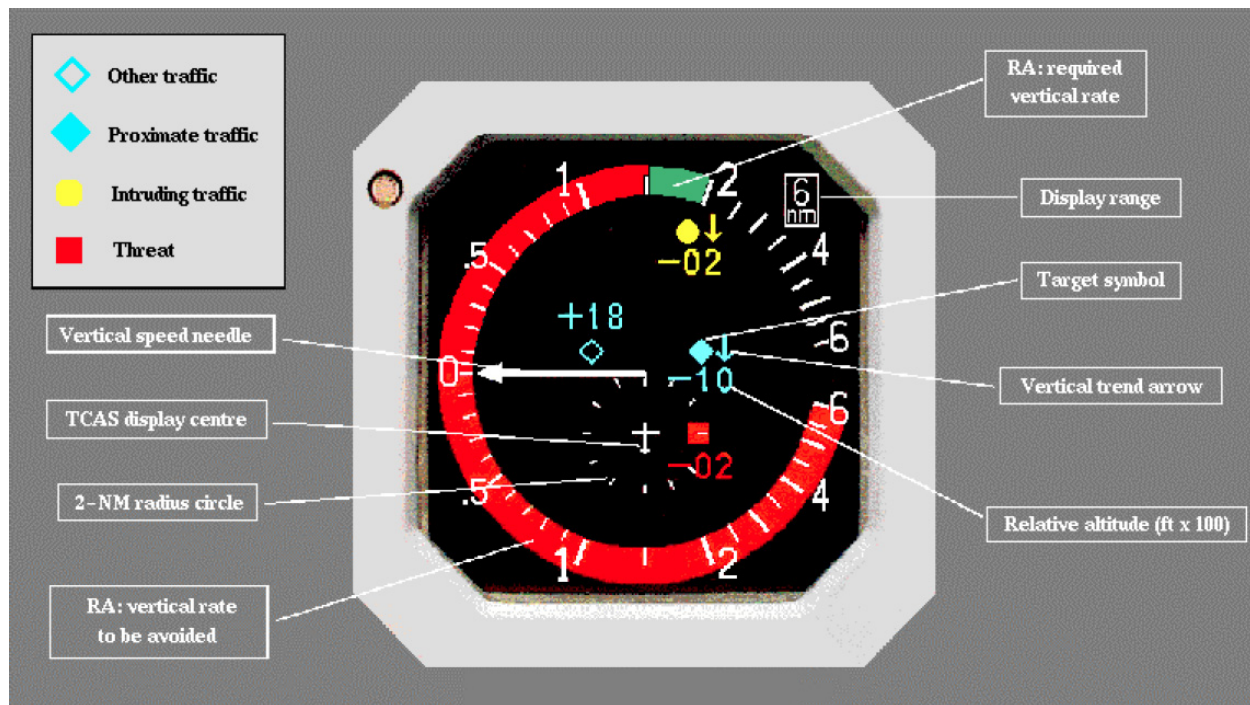 Other traffic
Proximate traffic
Intruding traffic
Threat
RA: required
vertical rate
Display range
Target symbol
Vertical trend arrow
Relative altitude (ft x 100)
Vertical speed needle
TCAS display centre
2-NM radius circle
RA: vertical rate
to be avoided
1
2
6
nm
.5
4
-02
+18
6
0
-10
6
-02
.5
4
1
2